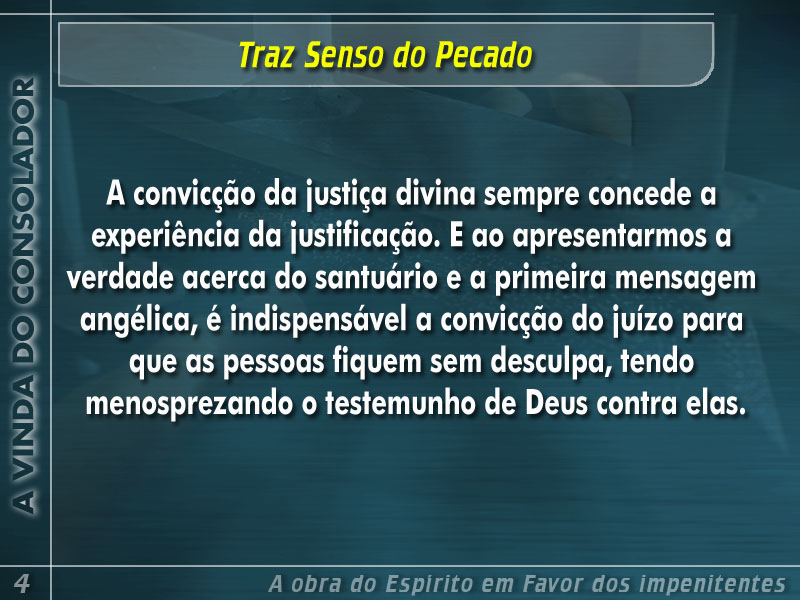 Traz Senso do Pecado
A VINDA DO CONSOLADOR
A convicção da justiça divina sempre concede a
experiência da justificação. E ao apresentarmos a
verdade acerca do santuário e a primeira mensagem
angélica, é indispensável a convicção do juízo para
que as pessoas fiquem sem desculpa, tendo
menosprezando o testemunho de Deus contra elas.
4
A obra do Espírito em Favor dos impenitentes